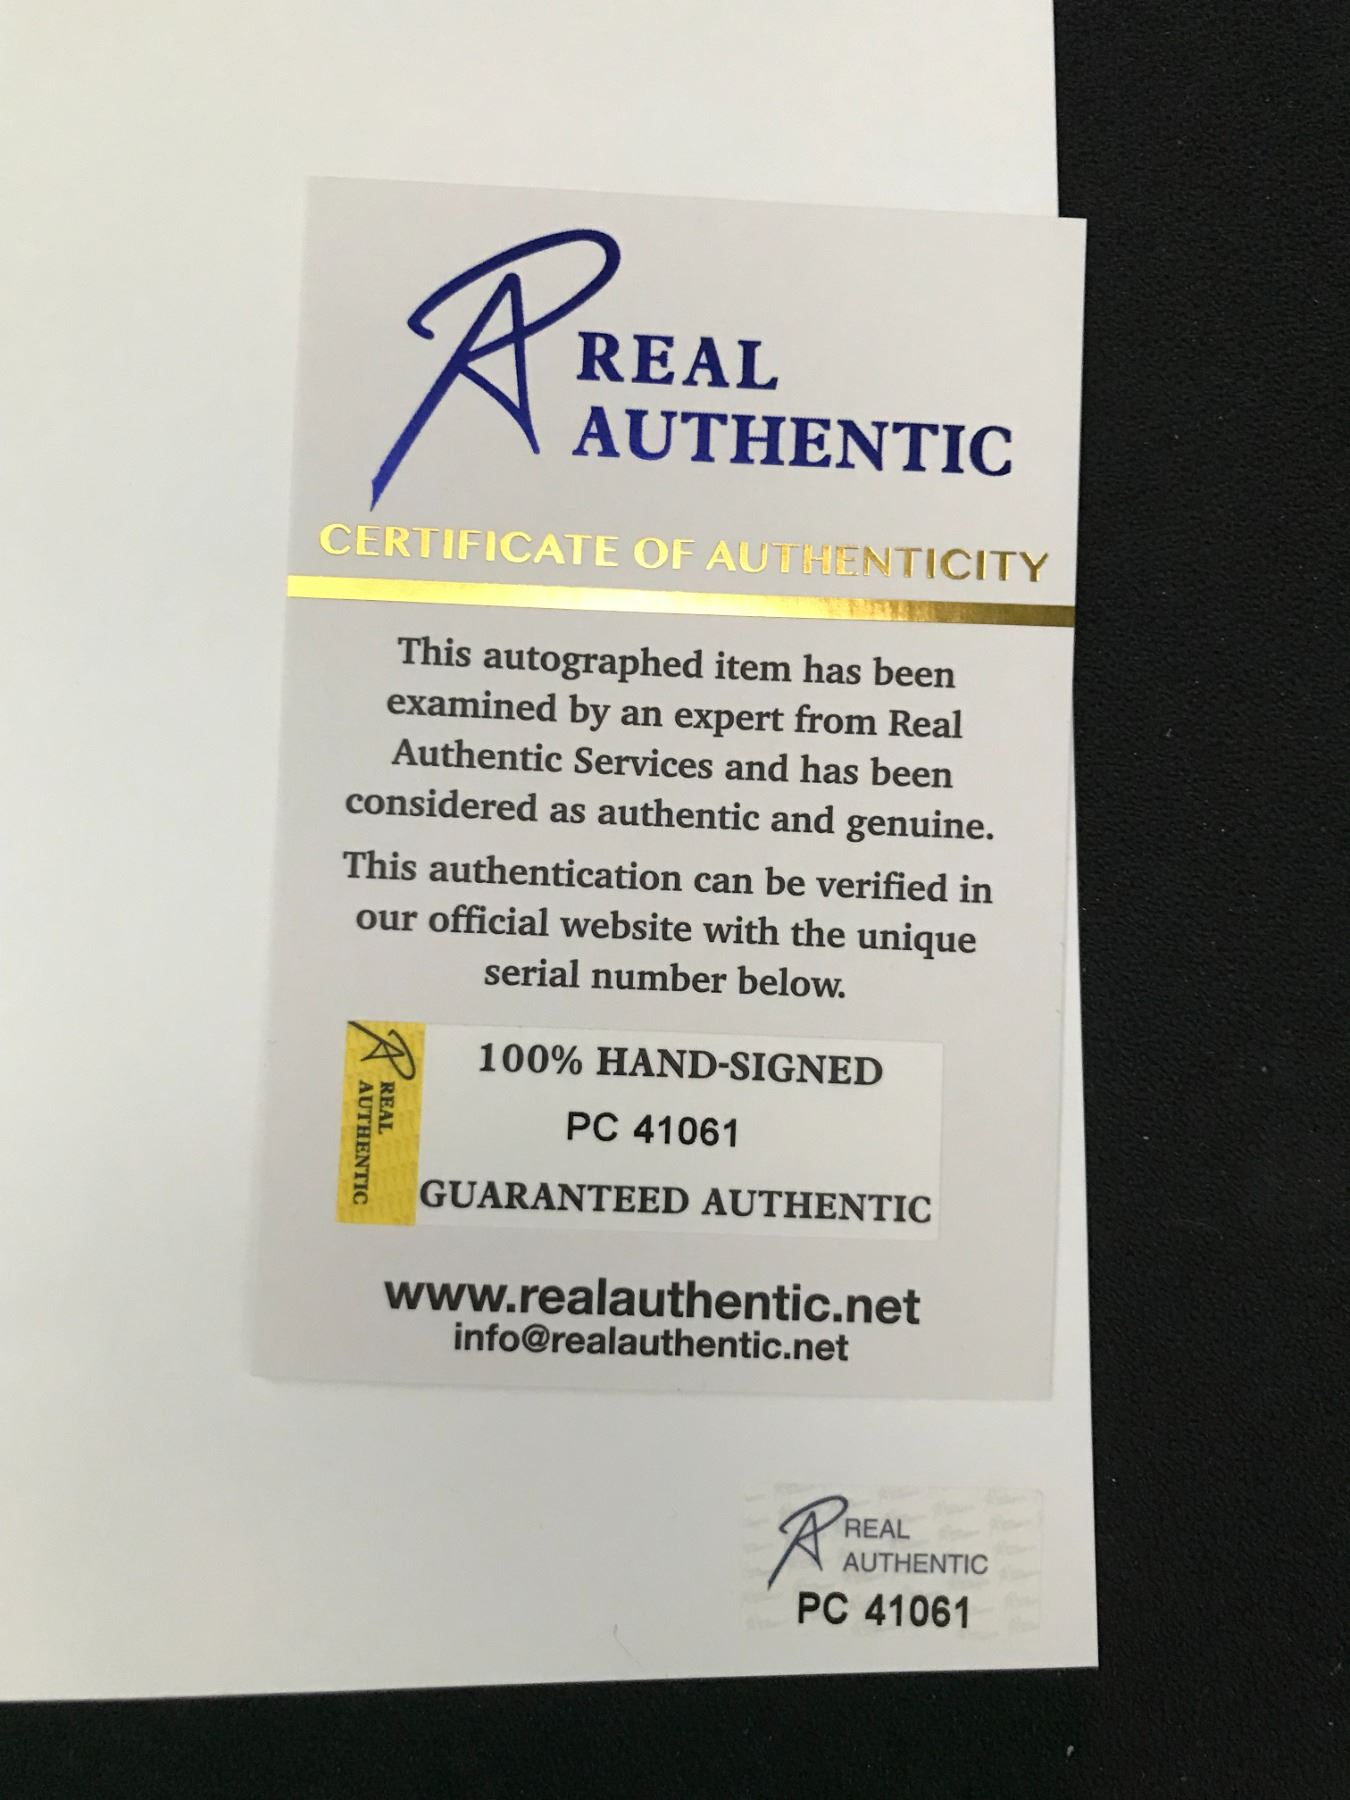 REAL
AUTHENTIC
CERTIFICATE OF AUTHENTICITY
This autographed item has been
examined by an expert from Real
Authentic Services and has been
considered as authentic and genuine.
This authentication can be verified in
our official website with the unique
serial number below.
REAL
AUTHENTIC
100% HAND-SIGNED
PC 41061
GUARANTEED AUTHENTIC
www.realauthentic.net
info@realauthentic.net
REAL
AUTHENTIC
PC 41061